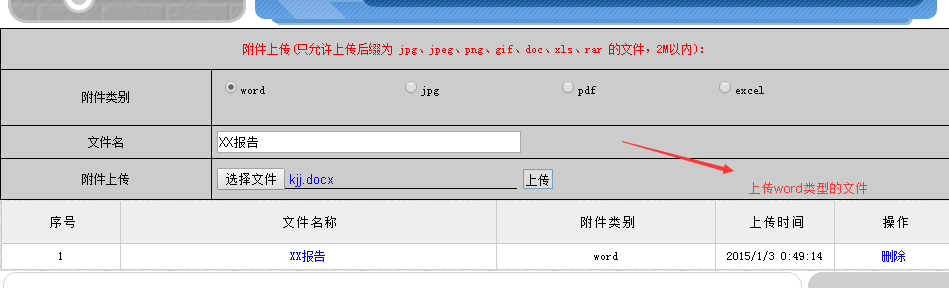 附件上传(只允许上传后缀为 jpg、jpeg、png、gif、doc、xls、rar 的文件，2M以内)：
附件类别 word jpg pdf excel
文件名 XX报告
附件上传 选择文件 kjj.docx 上传
上传word类型的文件
序号 文件名称 附件类别 上传时间 操作
1 XX报告 word 2015/1/3 0:49:14 删除